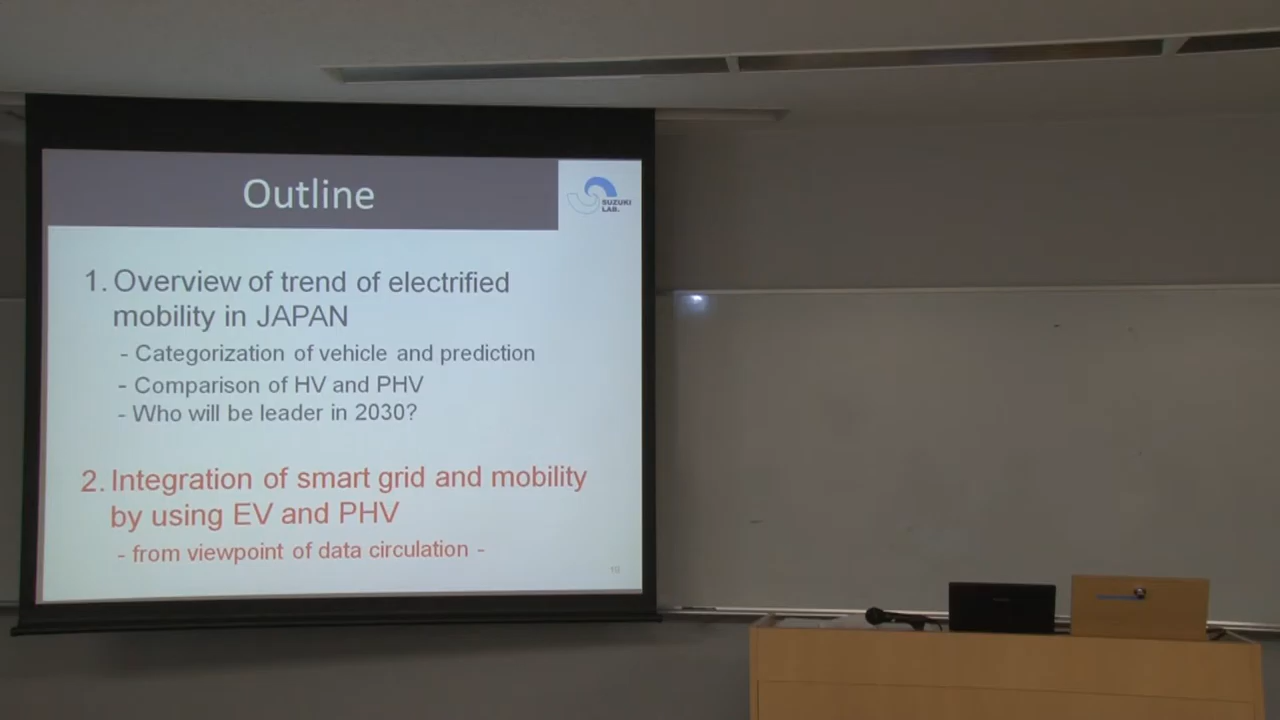 Outline
SUZUKI
LAB.
1. Overview of trend of electrified
mobility in JAPAN
- Categorization of vehicle and prediction
- Comparison of HV and PHV
- Who will be leader in 2030?
2. Integration of smart grid and mobility
by using EV and PHV
- from viewpoint of data circulation -